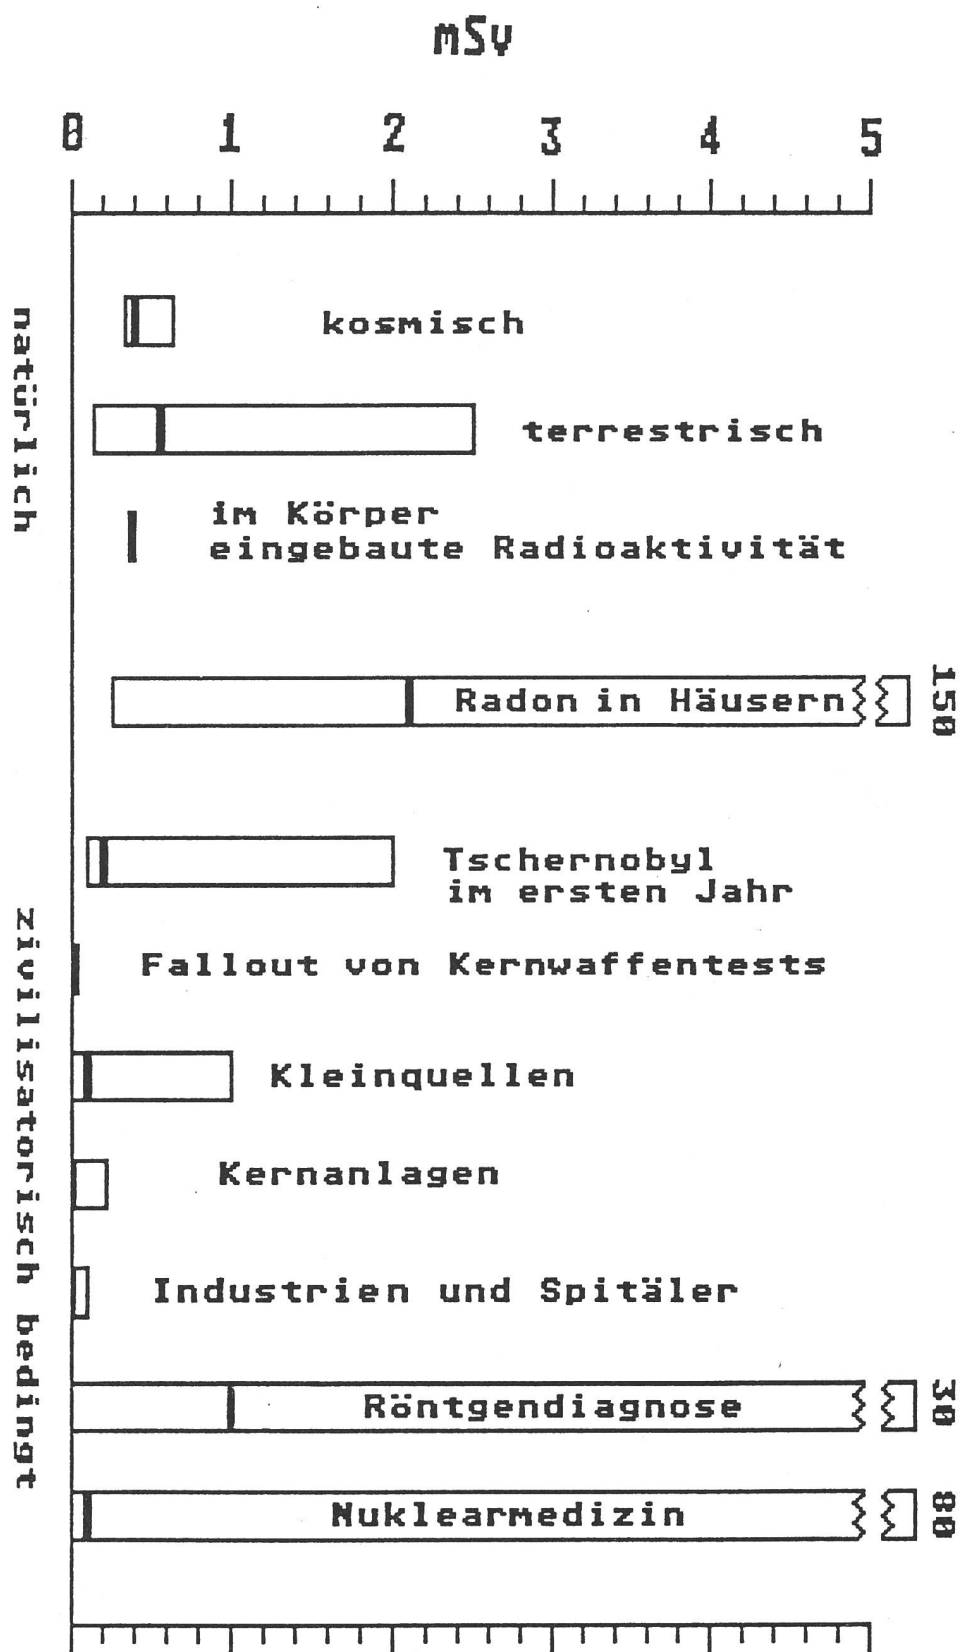 mSv
0 1 2 3 4 5
natürlich
kosmisch
terrestrisch
im Körper
eingebaute Radioaktivität
Radon in Häusern
150
zivilisatorisch bedingt
Tschernobyl
im ersten Jahr
Fallout von Kernwaffentests
Kleinquellen
Kernanlagen
Industrien und Spitäler
Röntgendiagnose
30
Nuklearmedizin
80